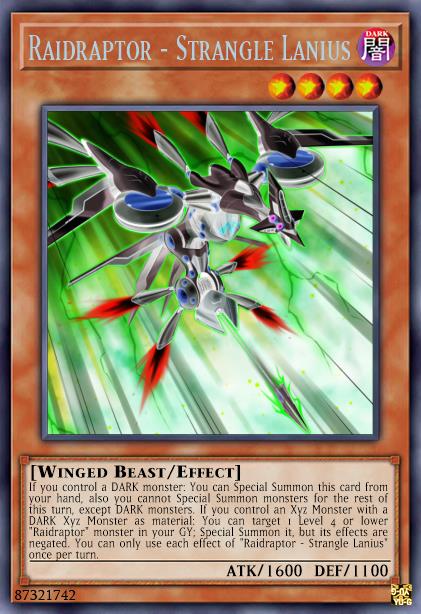 Raidraptor - Strangle Lanius
DARK
闇
[Winged Beast/Effect]
If you control a DARK monster: You can Special Summon this card from
your hand, also you cannot Special Summon monsters for the rest of
this turn, except DARK monsters. If you control an Xyz Monster with a
DARK Xyz Monster as material: You can target 1 Level 4 or lower
"Raidraptor" monster in your GY; Special Summon it, but its effects are
negated. You can only use each effect of "Raidraptor - Strangle Lanius"
once per turn.
ATK/1600 DEF/1100
87321742